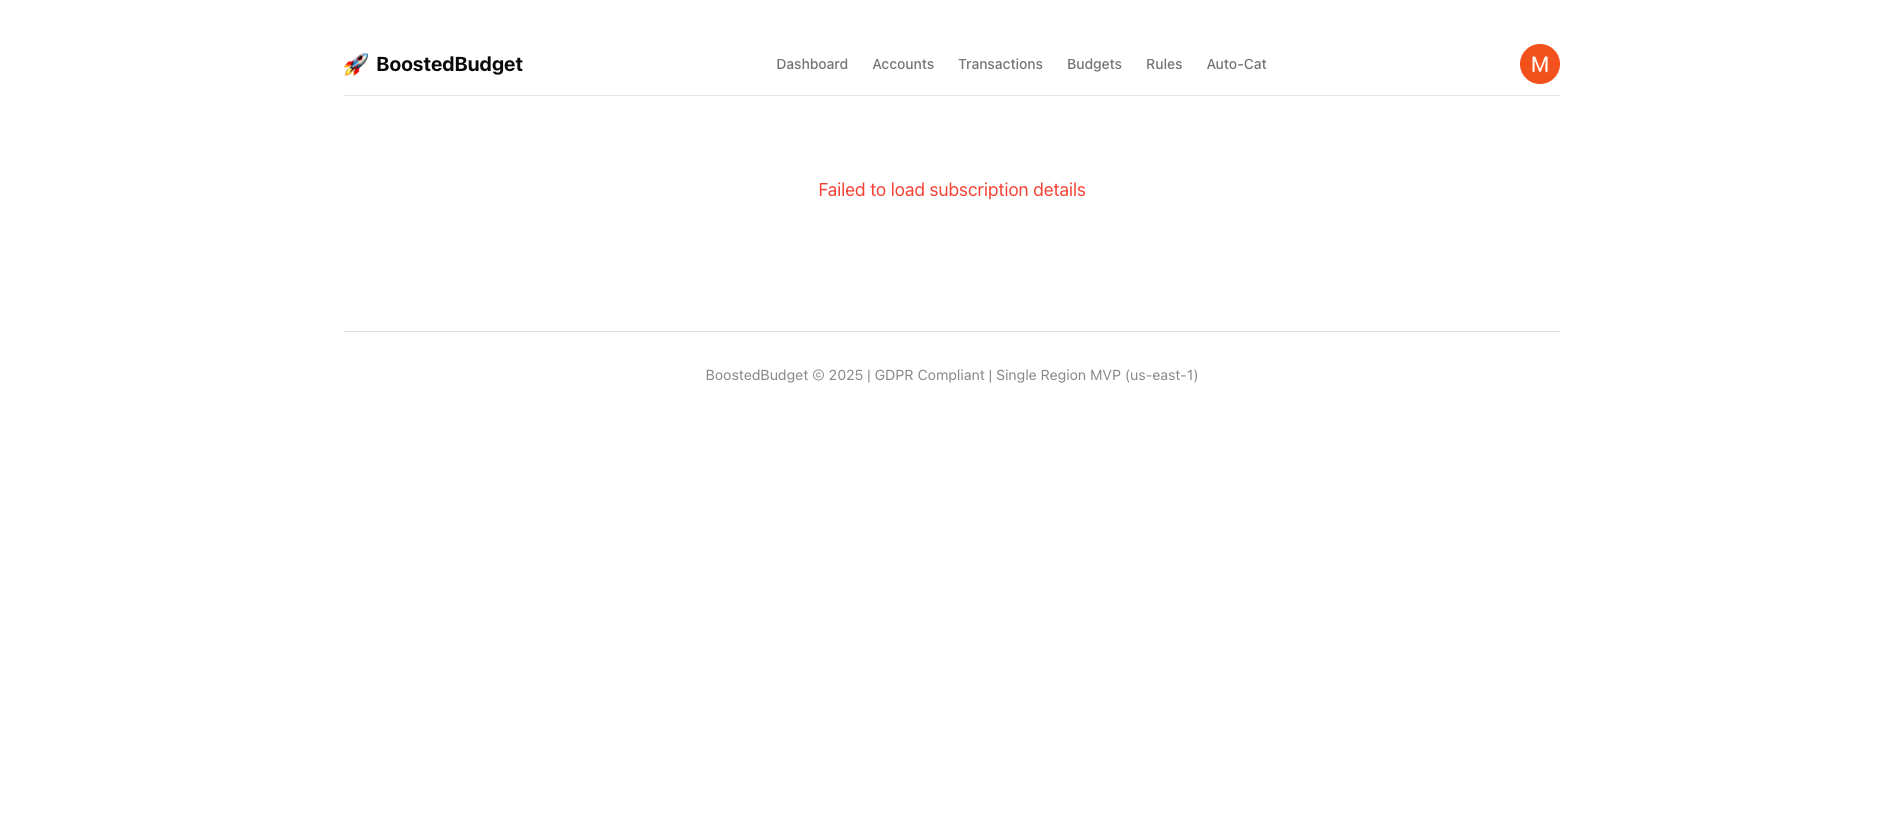 🚀 BoostedBudget
Dashboard Accounts Transactions Budgets Rules Auto-Cat
M
Failed to load subscription details
BoostedBudget © 2025 | GDPR Compliant | Single Region MVP (us-east-1)